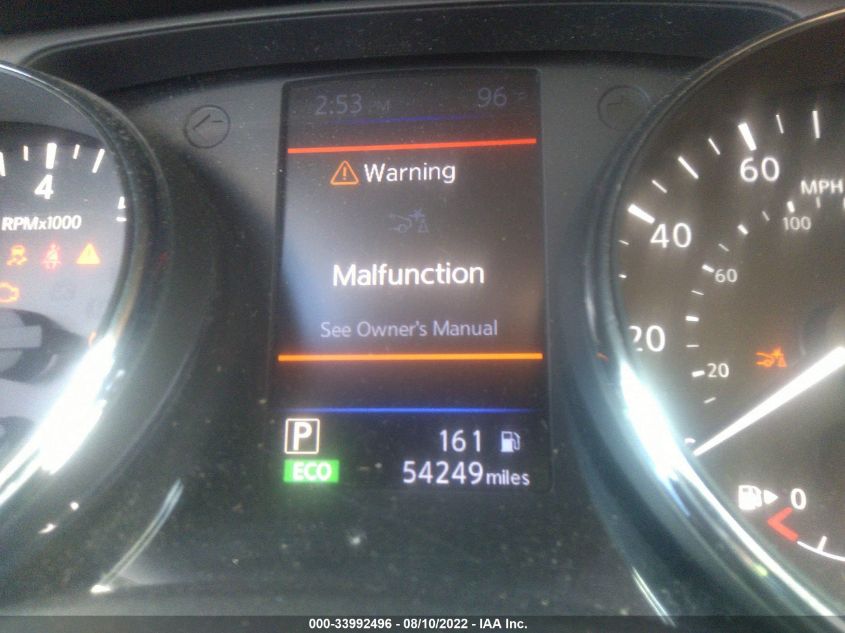 2:53 PM 96 °F
Warning
4
60
RPMx1000
MPH
100
40
Malfunction
60
See Owner's Manual
20
20
P
161
ECO
54249 miles
0
000-33992496 - 08/10/2022 - IAA Inc.